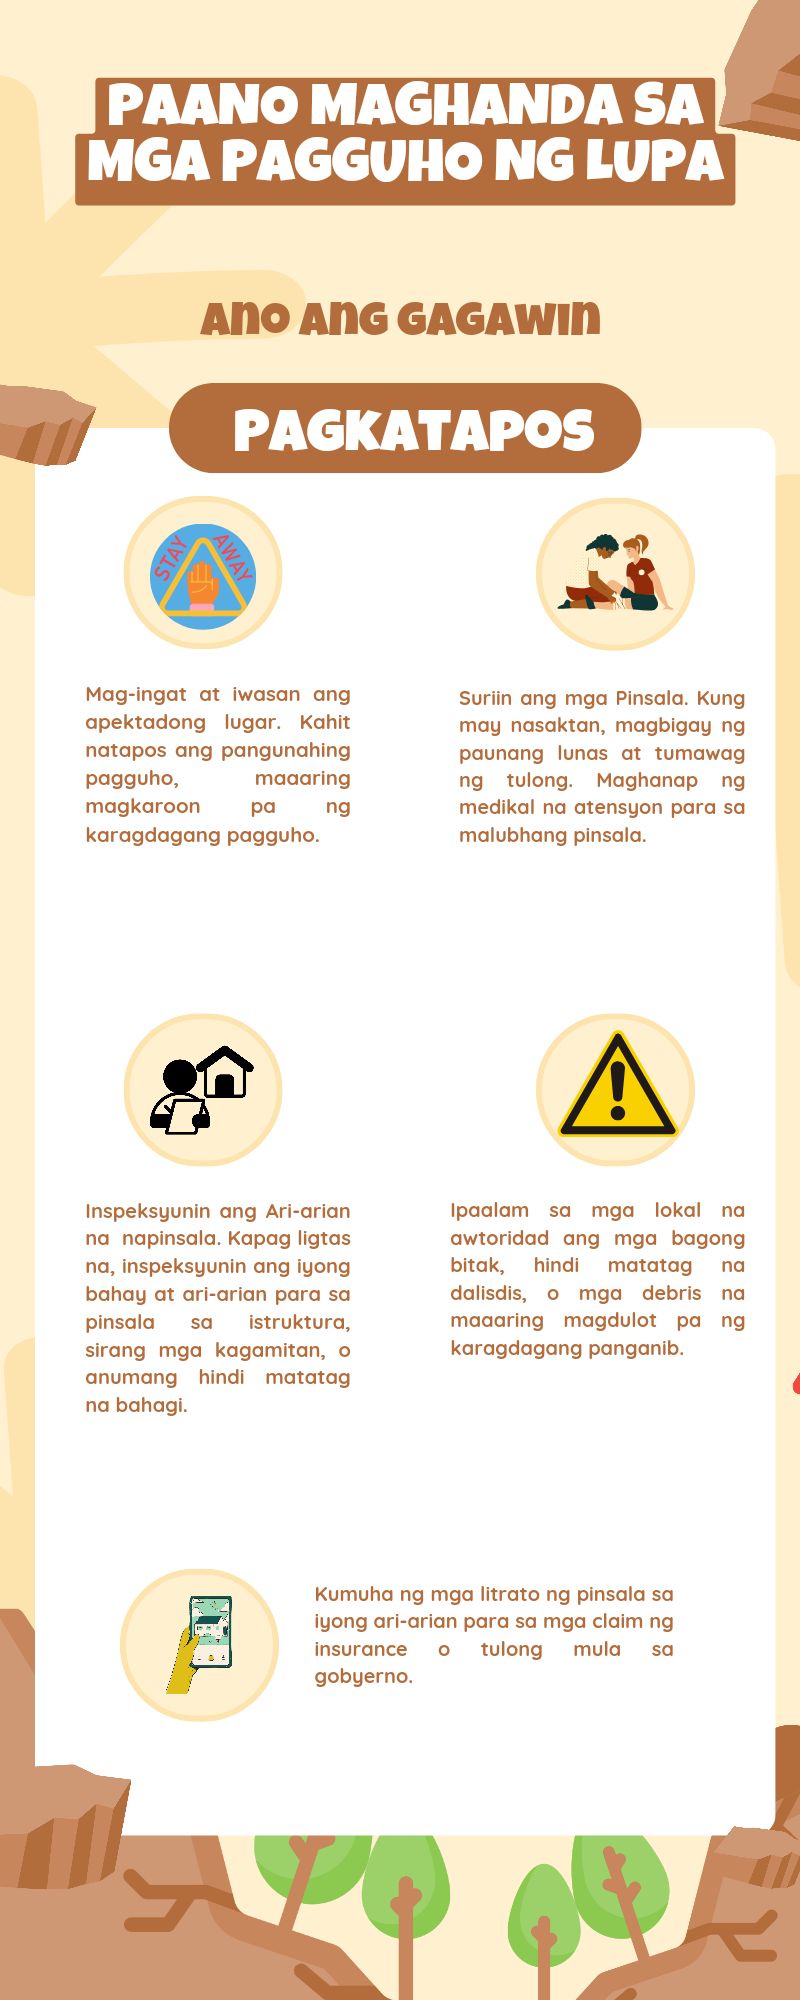 PAANO MAGHANDA SA
MGA PAGGUHO NG LUPA
ANO ANG GAGAWIN
PAGKATAPOS
STAY AWAY
Mag-ingat at iwasan ang
apektadong lugar. Kahit
natapos ang pangunahing
pagguho, maaaring
magkaroon pa ng
karagdagang pagguho.
Suriin ang mga Pinsala. Kung
may nasaktan, magbigay ng
paunang lunas at tumawag
ng tulong. Maghanap ng
medikal na atensyon para sa
malubhang pinsala.
Inspeksyunin ang Ari-arian
na napinsala. Kapag ligtas
na, inspeksyunin ang iyong
bahay at ari-arian para sa
pinsala sa istruktura,
sirang mga kagamitan, o
anumang hindi matatag
na bahagi.
Ipaalam sa mga lokal na
awtoridad ang mga bagong
bitak, hindi matatag na
dalisdis, o mga debris na
maaaring magdulot pa ng
karagdagang panganib.
Kumuha ng mga litrato ng pinsala sa
iyong ari-arian para sa mga claim ng
insurance o tulong mula sa
gobyerno.